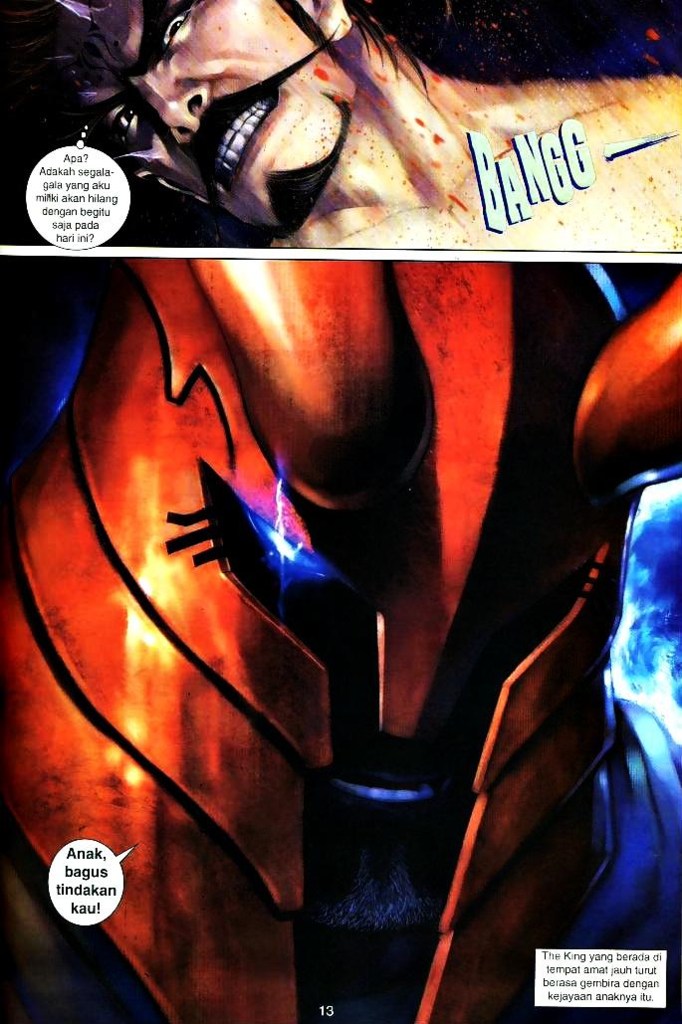 Apa?
Adakah segala-
gala yang aku
miliki akan hilang
dengan begitu
saja pada
hari ini?
BANGG
Anak,
bagus
tindakan
kau!
The King yang berada di
tempat amat jauh turut
berasa gembira dengan
kejayaan anaknya itu.
13